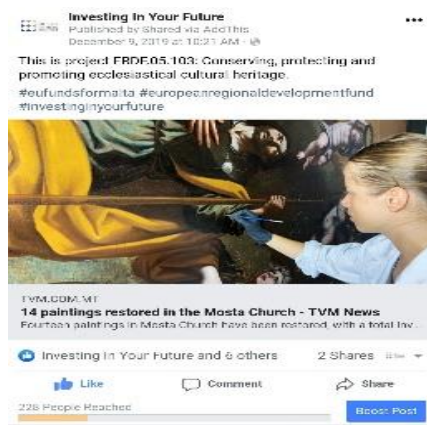 Investing In Your Future
Published by Shared via AddThis
December 9, 2019 at 10:21 AM
This is project ERDF.05.103: Conserving, protecting and
promoting ecclesiastical cultural heritage.
#eufundsformalta #europeanregionaldevelopmentfund
#investinginyourfuture
TVM.COM.MT
14 paintings restored in the Mosta Church - TVM News
Fourteen paintings in Mosta Church have been restored, with a total inv...
Investing In Your Future and 6 others
2 Shares
Like
Comment
Share
228 People Reached
Boost Post